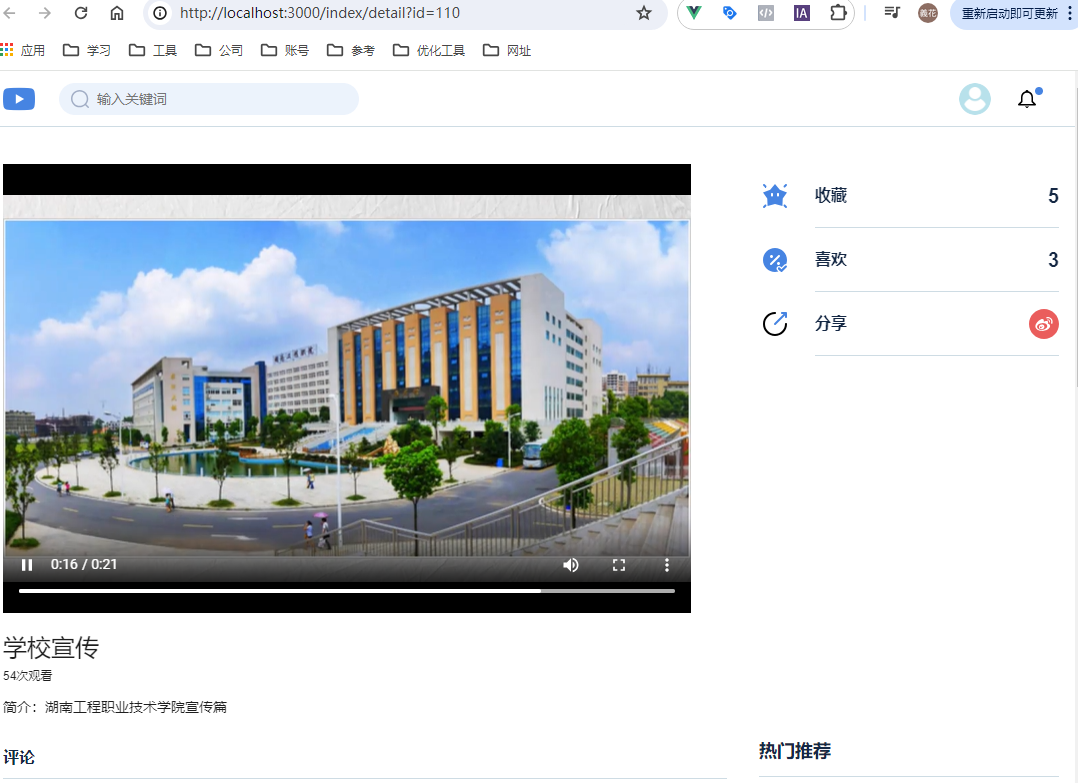 http://localhost:3000/index/detail?id=110
IA
義花
重新启动即可更新
应用
学习
工具
公司
账号
参考
优化工具
网址
输入关键词
收藏
5
喜欢
3
分享
0:16 / 0:21
学校宣传
54次观看
简介：湖南工程职业技术学院宣传篇
评论
热门推荐